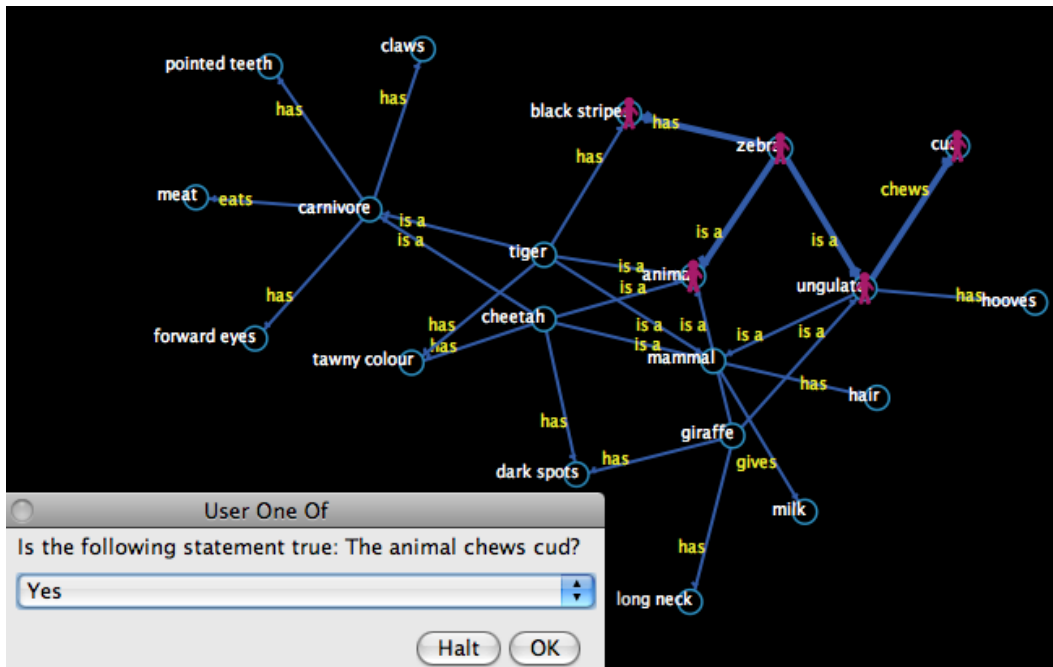 claws
pointed teeth
has
has
black stripes
has
zebra
cud
has
chews
meat
eats
carnivore
is a
is a
tiger
is a
is a
is a
animal
is a
ungulate
has
hooves
has
forward eyes
cheetah
has
has
tawny colour
is a
is a
is a
mammal
is a
is a
has
hair
has
giraffe
has
dark spots
gives
milk
has
long neck
User One Of
Is the following statement true: The animal chews cud?
Yes
Halt
OK